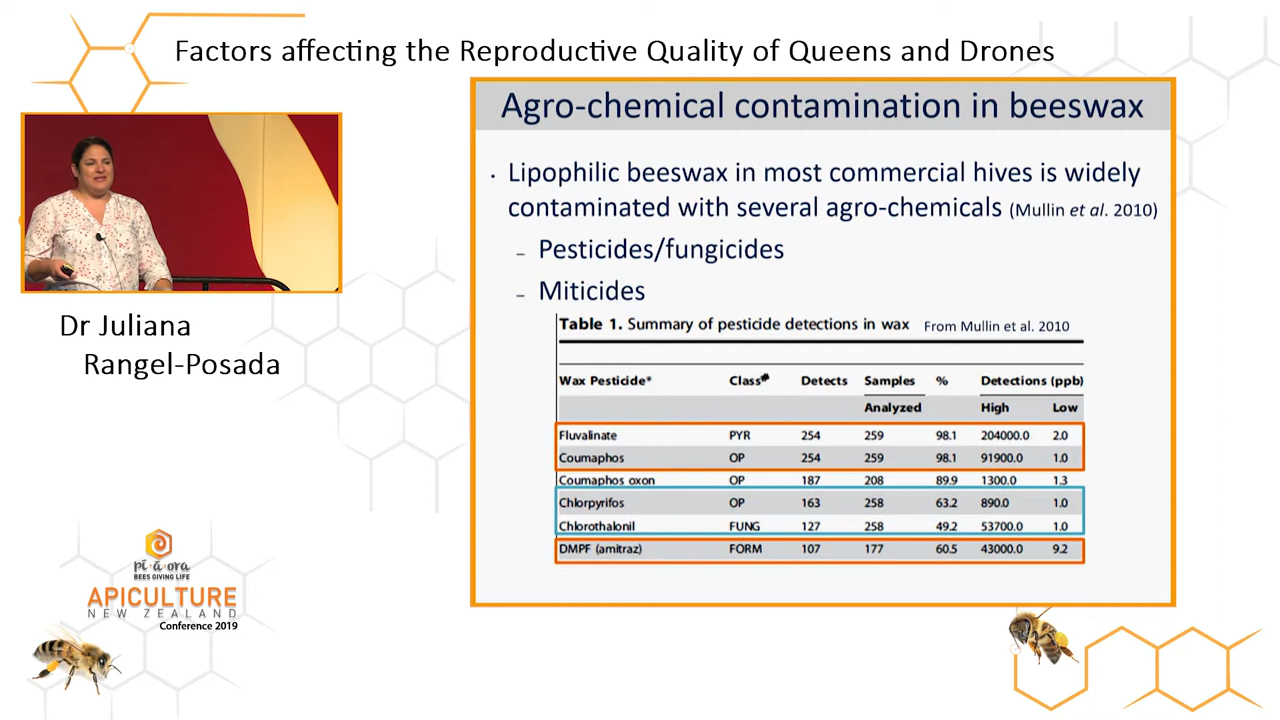 Factors affecting the Reproductive Quality of Queens and Drones
Agro-chemical contamination in beeswax
· Lipophilic beeswax in most commercial hives is widely
contaminated with several agro-chemicals (Mullin et al. 2010)
– Pesticides/fungicides
– Miticides
Table 1. Summary of pesticide detections in wax From Mullin et al. 2010
Wax Pesticide* Class# Detects Samples % Detections (ppb)
Analyzed High Low
Fluvalinate PYR 254 259 98.1 204000.0 2.0
Coumaphos OP 254 259 98.1 91900.0 1.0
Coumaphos oxon OP 187 208 89.9 1300.0 1.3
Chlorpyrifos OP 163 258 63.2 890.0 1.0
Chlorothalonil FUNG 127 258 49.2 53700.0 1.0
DMPF (amitraz) FORM 107 177 60.5 43000.0 9.2
Dr Juliana
Rangel-Posada
pī·ā·ora
BEES GIVING LIFE
APICULTURE
NEW ZEALAND
Conference 2019